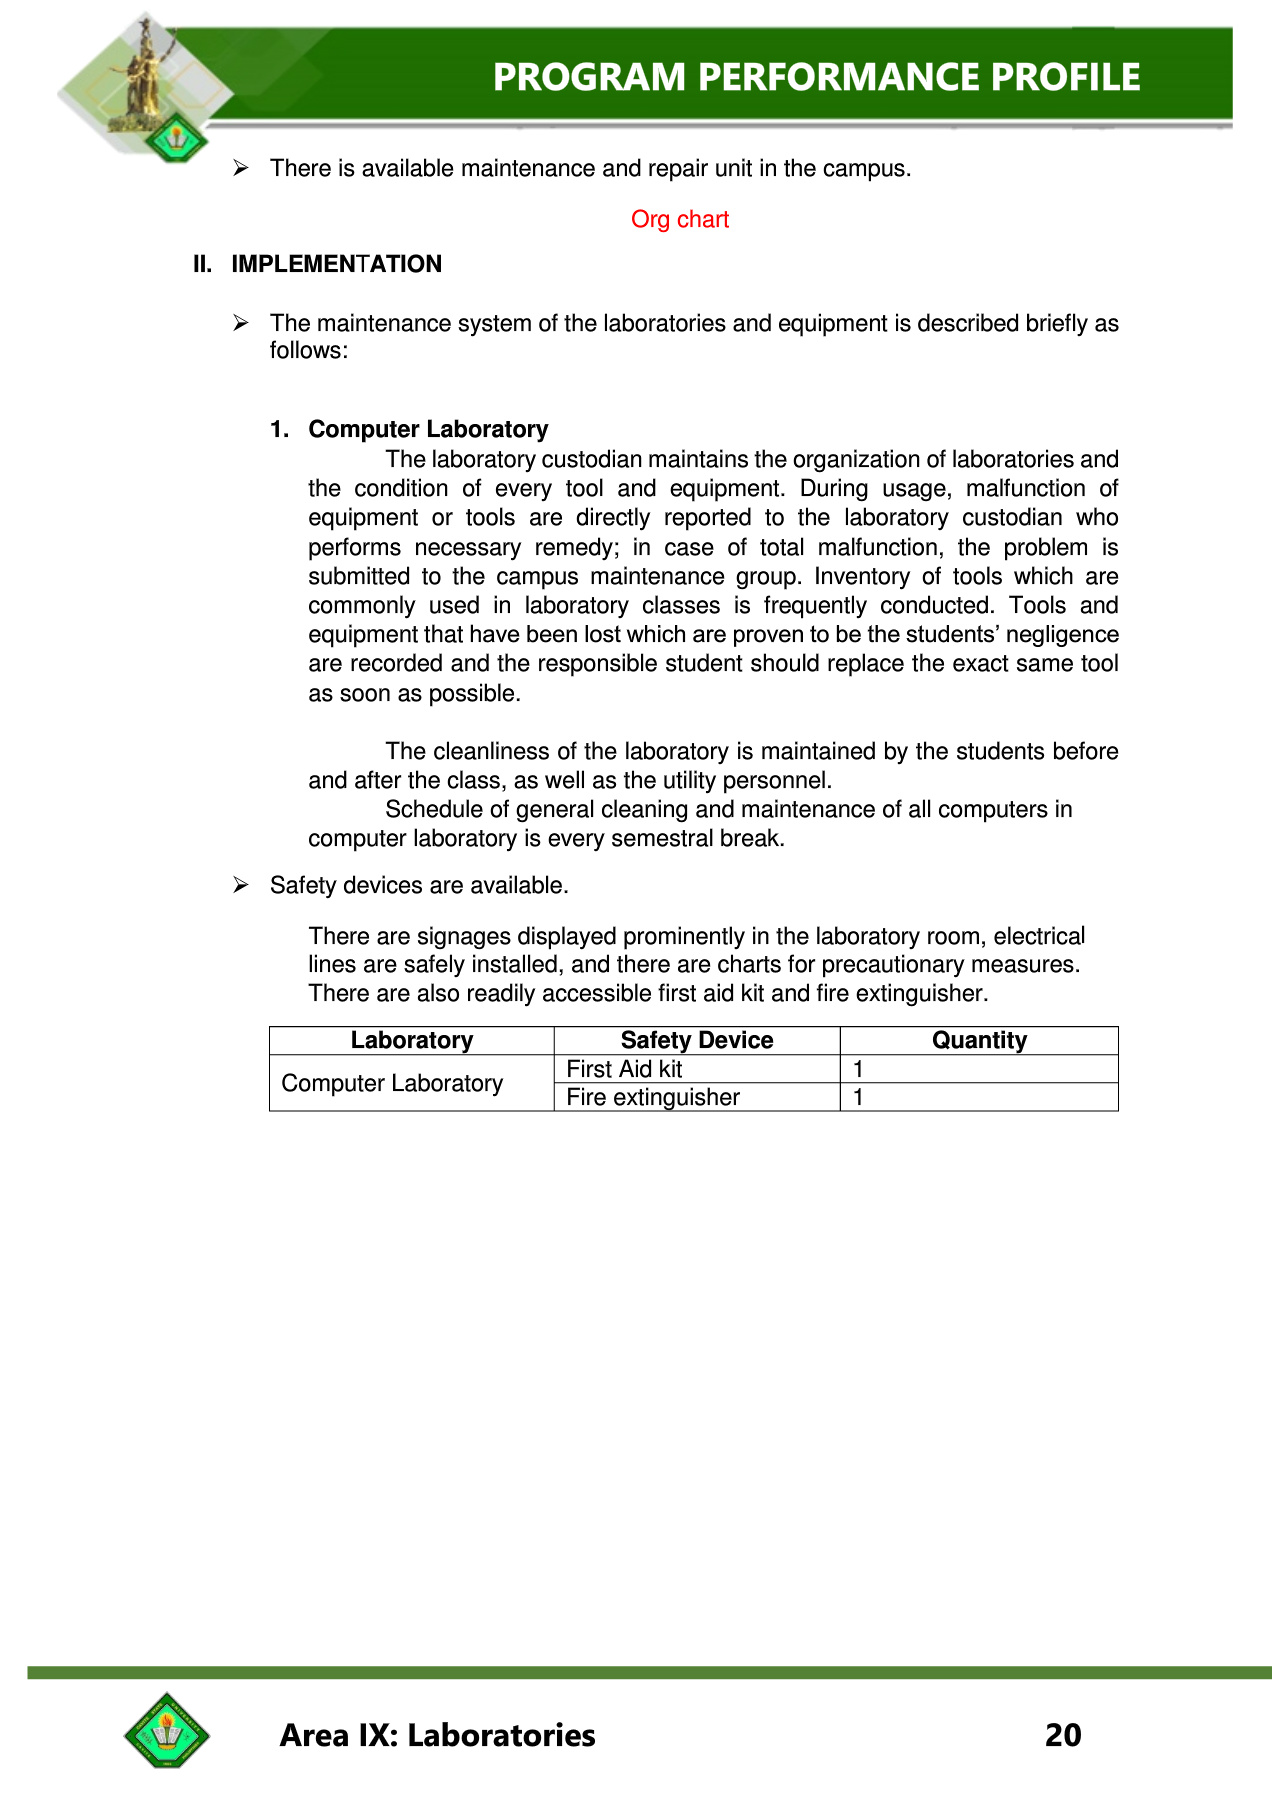 PROGRAM PERFORMANCE PROFILE
➢ There is available maintenance and repair unit in the campus.
Org chart
II. IMPLEMENTATION
➢ The maintenance system of the laboratories and equipment is described briefly as
follows:
1. Computer Laboratory
The laboratory custodian maintains the organization of laboratories and
the condition of every tool and equipment. During usage, malfunction of
equipment or tools are directly reported to the laboratory custodian who
performs necessary remedy; in case of total malfunction, the problem is
submitted to the campus maintenance group. Inventory of tools which are
commonly used in laboratory classes is frequently conducted. Tools and
equipment that have been lost which are proven to be the students’ negligence
are recorded and the responsible student should replace the exact same tool
as soon as possible.
The cleanliness of the laboratory is maintained by the students before
and after the class, as well as the utility personnel.
Schedule of general cleaning and maintenance of all computers in
computer laboratory is every semestral break.
➢ Safety devices are available.
There are signages displayed prominently in the laboratory room, electrical
lines are safely installed, and there are charts for precautionary measures.
There are also readily accessible first aid kit and fire extinguisher.
Laboratory Safety Device Quantity
Computer Laboratory First Aid kit 1
Fire extinguisher 1
Area IX: Laboratories 20